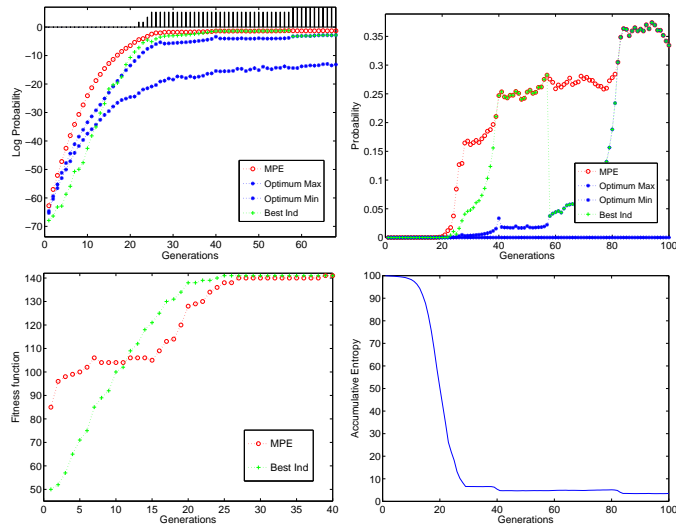 0
−10
−20
−30
−40
−50
−60
−70
Log Probability
0 10 20 30 40 50 60
Generations
MPE
Optimum Max
Optimum Min
Best Ind
0.35
0.3
0.25
0.2
0.15
0.1
0.05
0
Probability
0 20 40 60 80 100
Generations
MPE
Optimum Max
Optimum Min
Best Ind
140
130
120
110
100
90
80
70
60
50
Fitness function
0 5 10 15 20 25 30 35 40
Generations
MPE
Best Ind
100
90
80
70
60
50
40
30
20
10
0
Accumulative Entropy
0 20 40 60 80 100
Generations